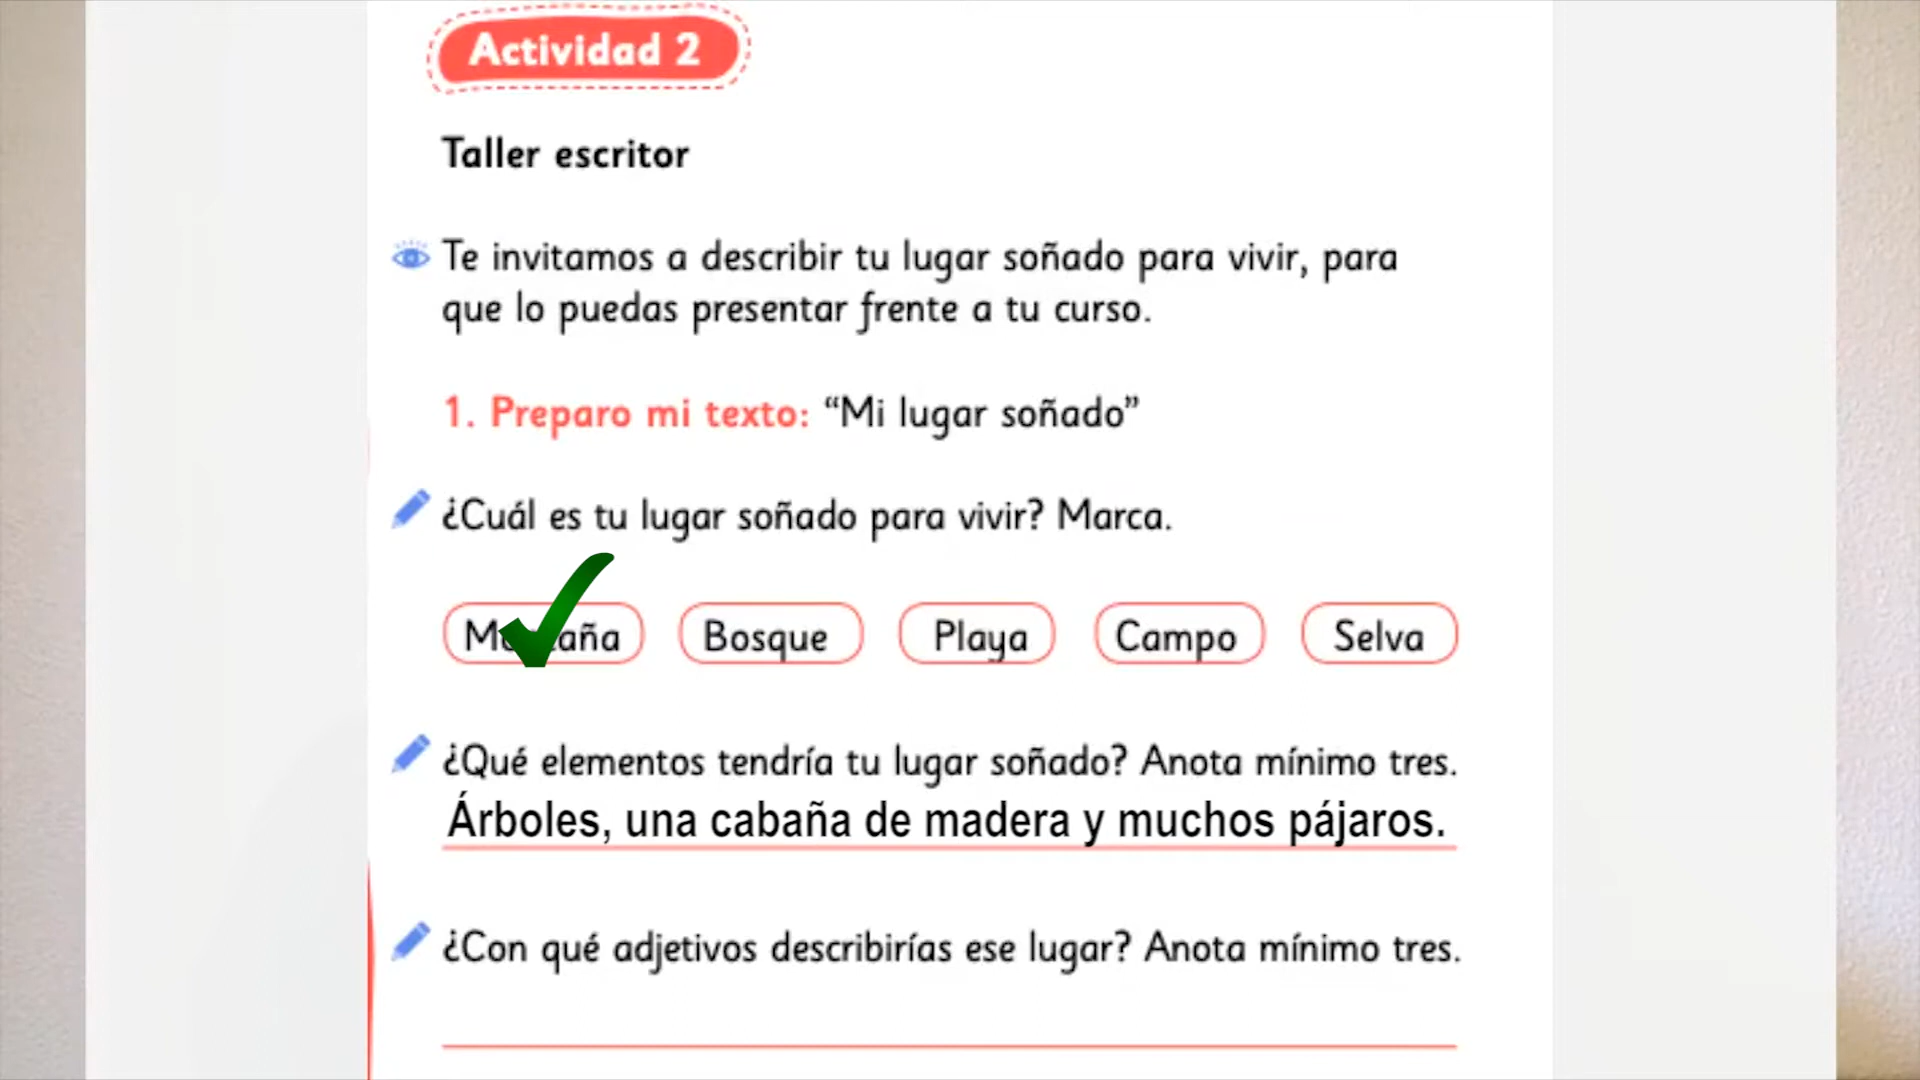 Actividad 2
Taller escritor
Te invitamos a describir tu lugar soñado para vivir, para
que lo puedas presentar frente a tu curso.
1. Preparo mi texto: “Mi lugar soñado”
¿Cuál es tu lugar soñado para vivir? Marca.
Bosque Playa Campo Selva
¿Qué elementos tendría tu lugar soñado? Anota mínimo tres.
Árboles, una cabaña de madera y muchos pájaros.
¿Con qué adjetivos describirías ese lugar? Anota mínimo tres.